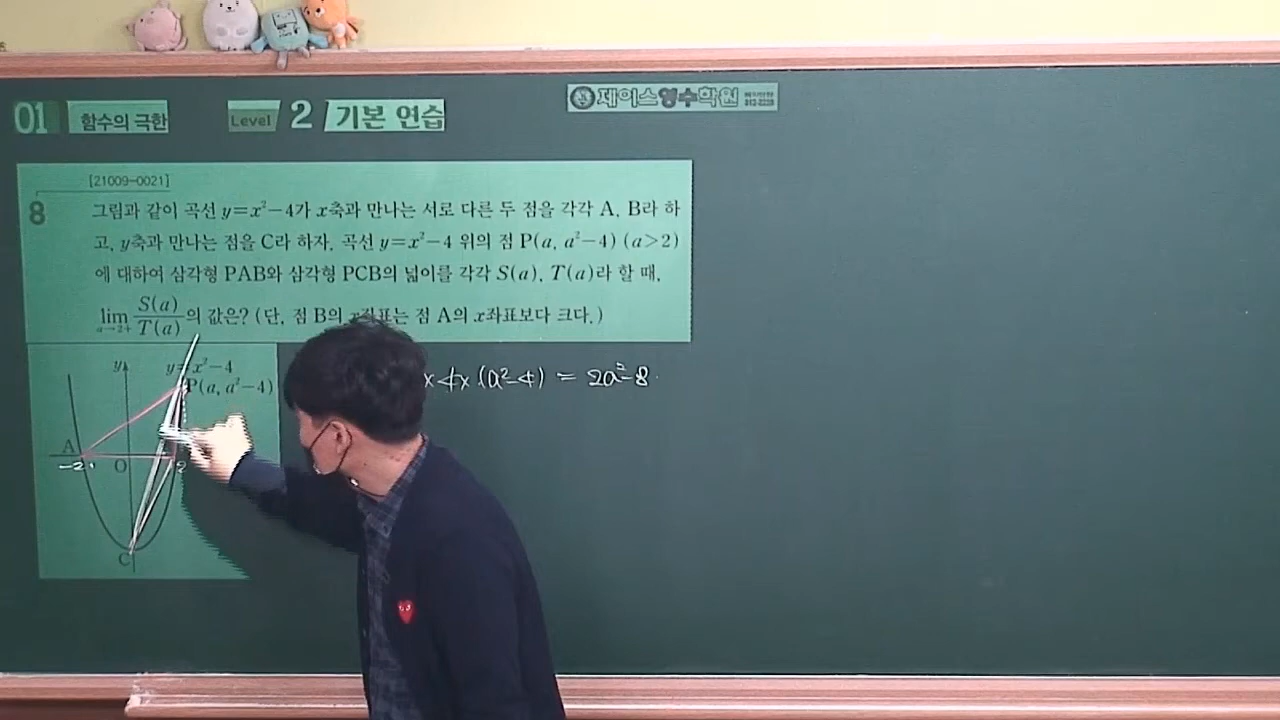 제이스영수학원
01 함수의 극한 Level 2 기본 연습
[21009-0021]
8 그림과 같이 곡선 y=x²-4가 x축과 만나는 서로 다른 두 점을 각각 A, B라 하
고, y축과 만나는 점을 C라 하자. 곡선 y=x²-4 위의 점 P(a, a²-4) (a>2)
에 대하여 삼각형 PAB와 삼각형 PCB의 넓이를 각각 S(a), T(a)라 할 때,
lim a→2+ S(a)/T(a)의 값은? (단, 점 B의 x좌표는 점 A의 x좌표보다 크다.)
y y=x²-4
P(a, a²-4)
×4×(a²-4) = 2a²-8.
A
-2 O 2
C